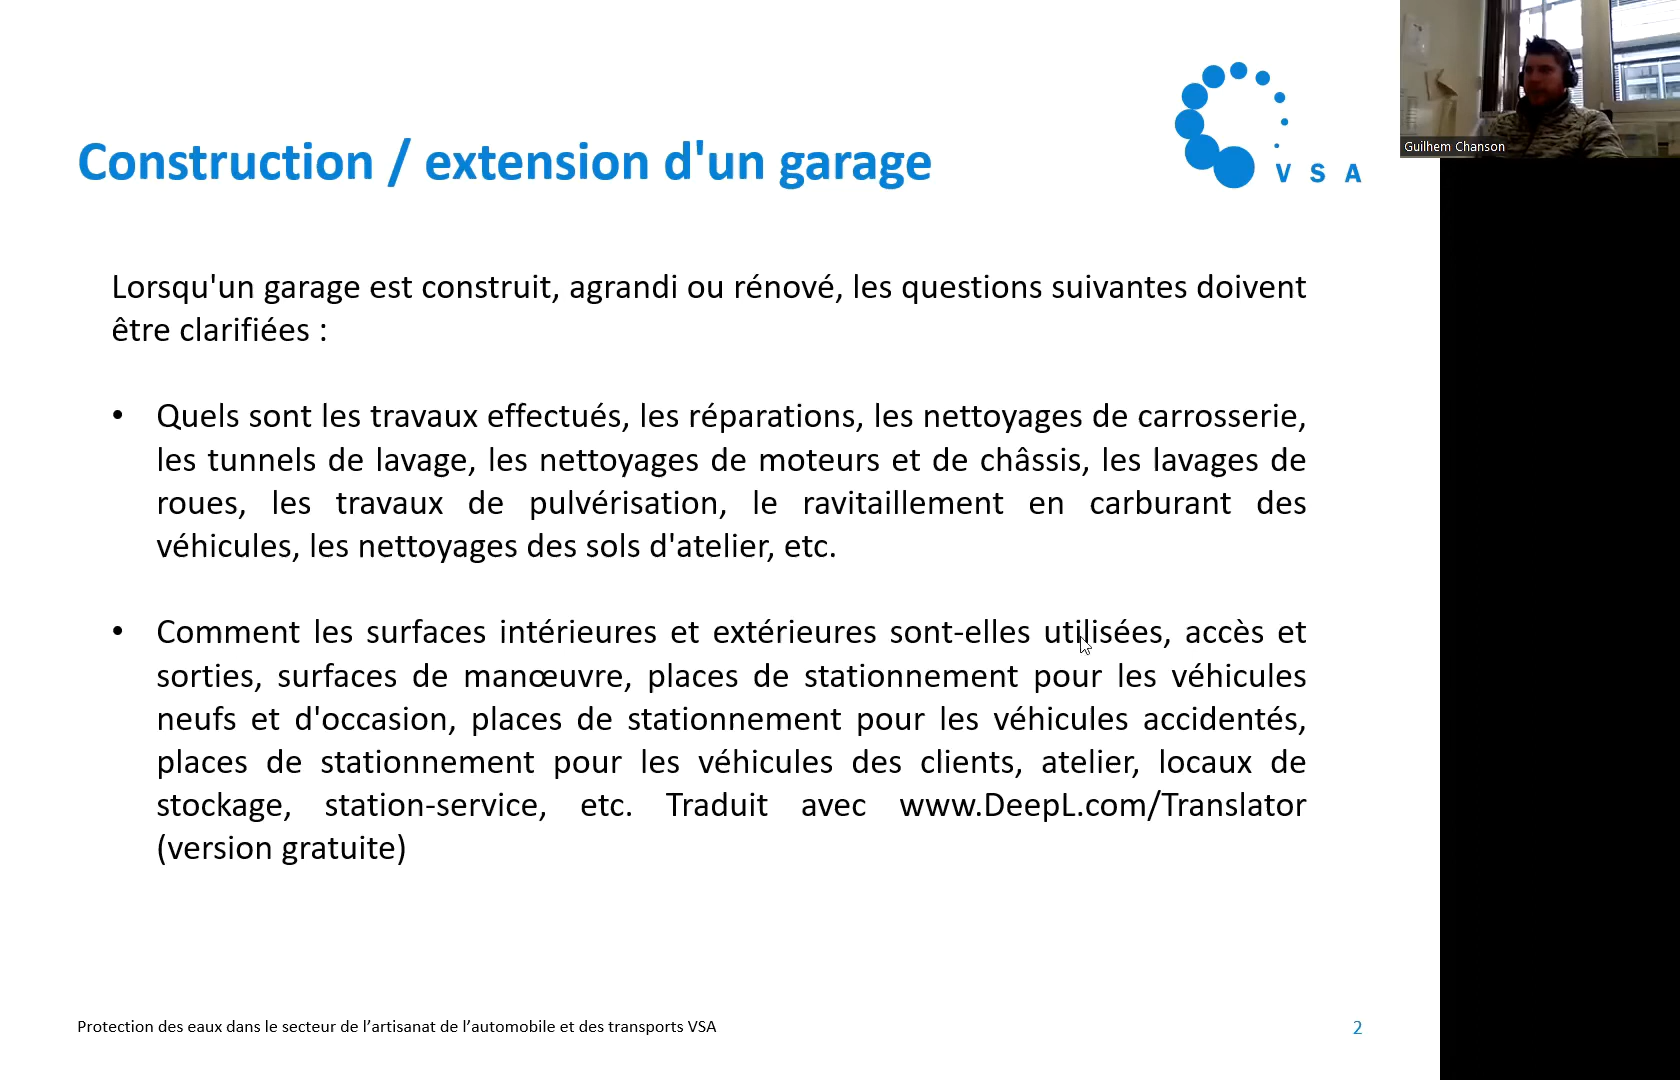 Construction / extension d'un garage
V S A
Guilhem Chanson
Lorsqu'un garage est construit, agrandi ou rénové, les questions suivantes doivent
être clarifiées :
• Quels sont les travaux effectués, les réparations, les nettoyages de carrosserie,
les tunnels de lavage, les nettoyages de moteurs et de châssis, les lavages de
roues, les travaux de pulvérisation, le ravitaillement en carburant des
véhicules, les nettoyages des sols d'atelier, etc.
• Comment les surfaces intérieures et extérieures sont-elles utilisées, accès et
sorties, surfaces de manœuvre, places de stationnement pour les véhicules
neufs et d'occasion, places de stationnement pour les véhicules accidentés,
places de stationnement pour les véhicules des clients, atelier, locaux de
stockage, station-service, etc. Traduit avec www.DeepL.com/Translator
(version gratuite)
Protection des eaux dans le secteur de l’artisanat de l’automobile et des transports VSA
2